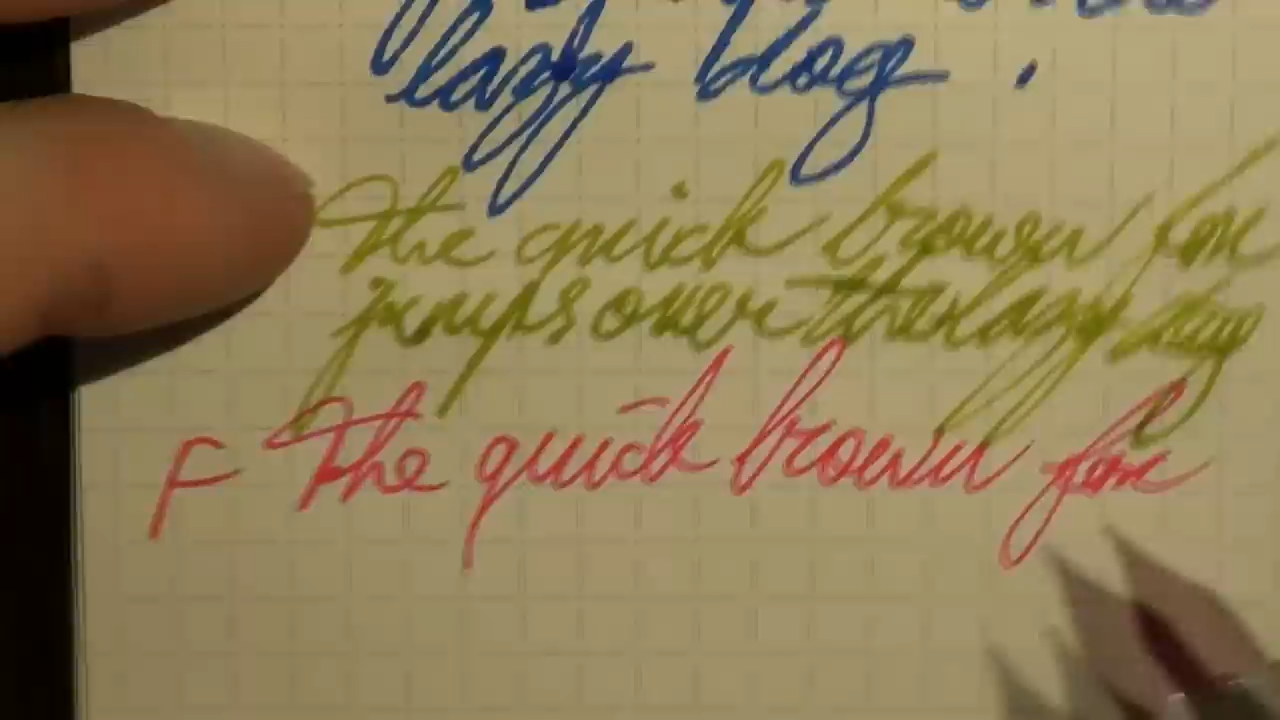 lazy blog .
The quick brown fox
jumps over the lazy dog
F The quick brown fox